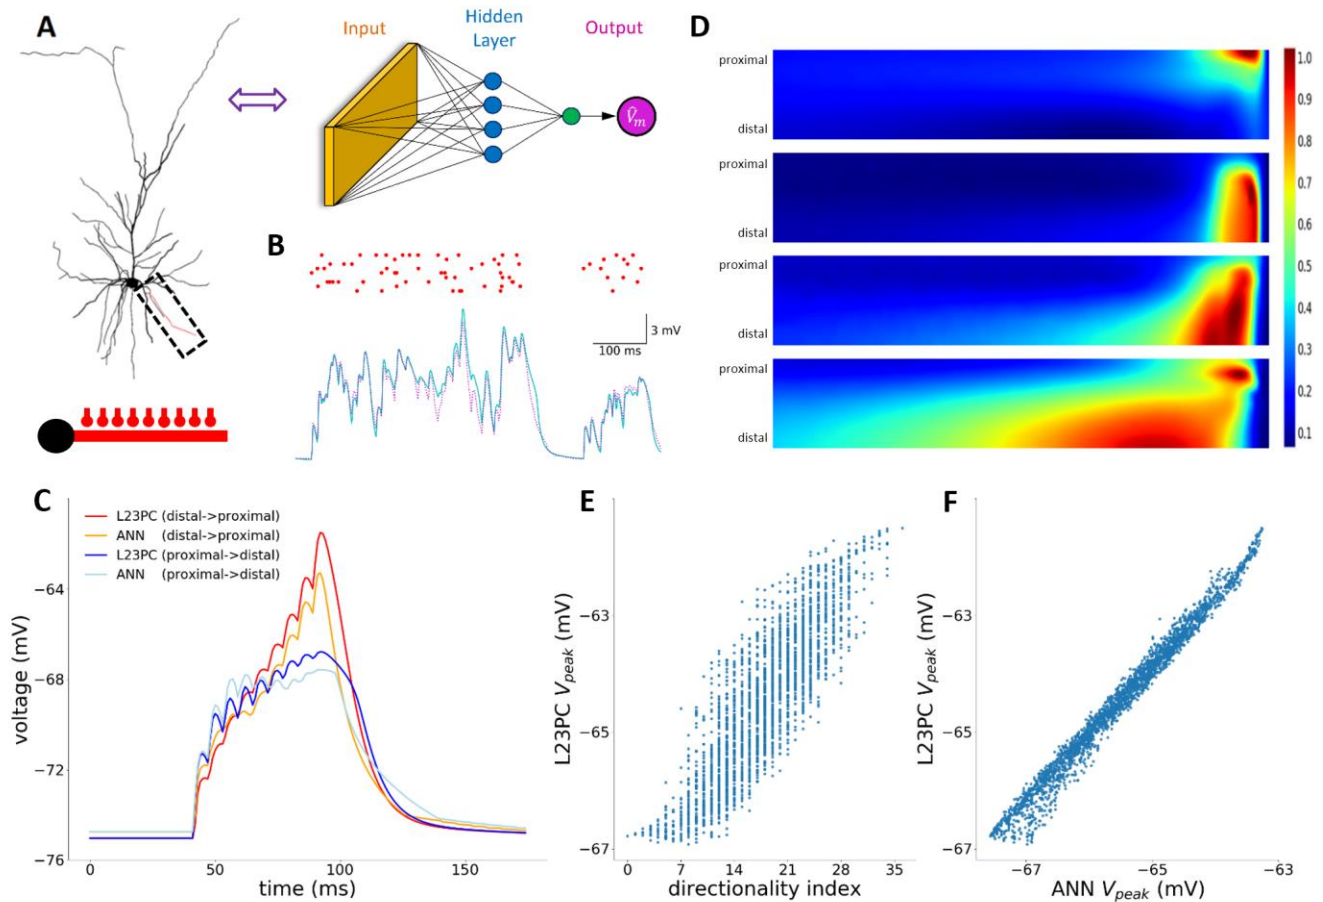 A
Input
Hidden
Layer
Output
V̂m
B
3 mV
100 ms
C
L23PC (distal->proximal)
ANN (distal->proximal)
L23PC (proximal->distal)
ANN (proximal->distal)
voltage (mV)
−64
−68
−72
−76
0
50
100
150
time (ms)
D
proximal
distal
proximal
distal
proximal
distal
proximal
distal
1.0
0.9
0.8
0.7
0.6
0.5
0.4
0.3
0.2
0.1
E
L23PC Vpeak (mV)
−63
−65
−67
0
7
14
21
28
35
directionality index
F
L23PC Vpeak (mV)
−63
−65
−67
−67
−65
−63
ANN Vpeak (mV)